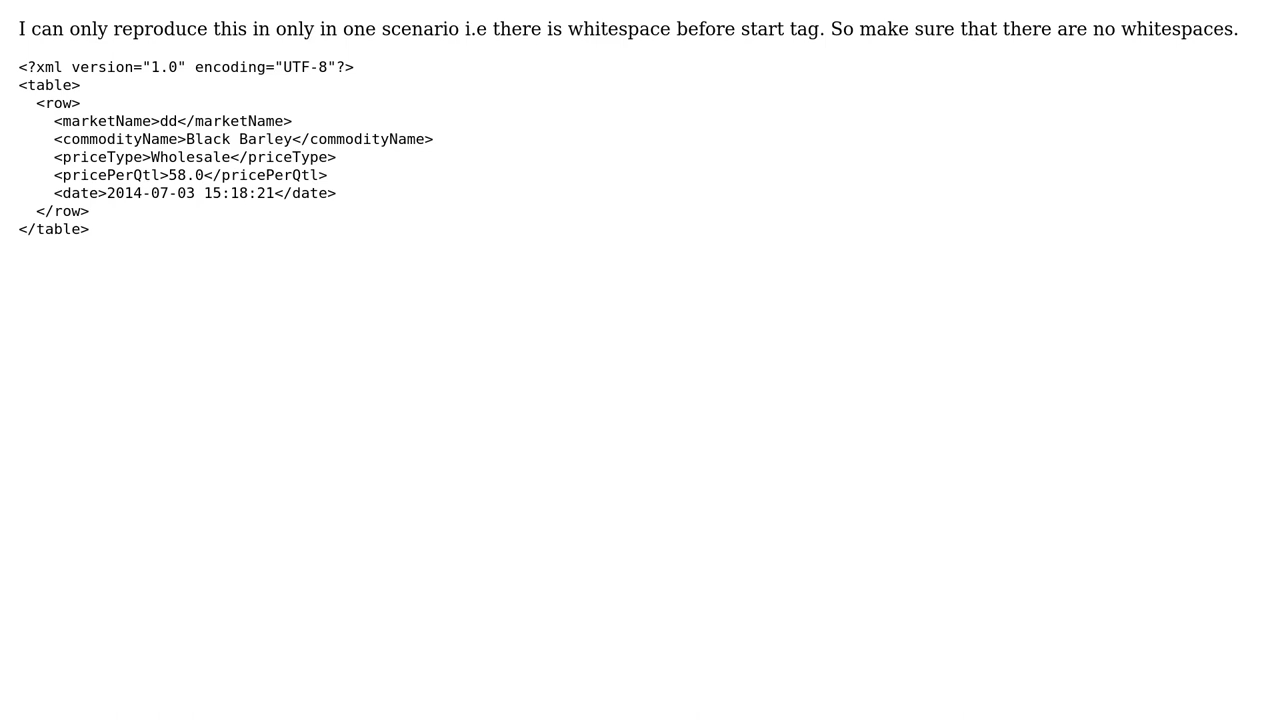 I can only reproduce this in only in one scenario i.e there is whitespace before start tag. So make sure that there are no whitespaces.
<?xml version="1.0" encoding="UTF-8"?>
<table>
  <row>
    <marketName>dd</marketName>
    <commodityName>Black Barley</commodityName>
    <priceType>Wholesale</priceType>
    <pricePerQtl>58.0</pricePerQtl>
    <date>2014-07-03 15:18:21</date>
  </row>
</table>